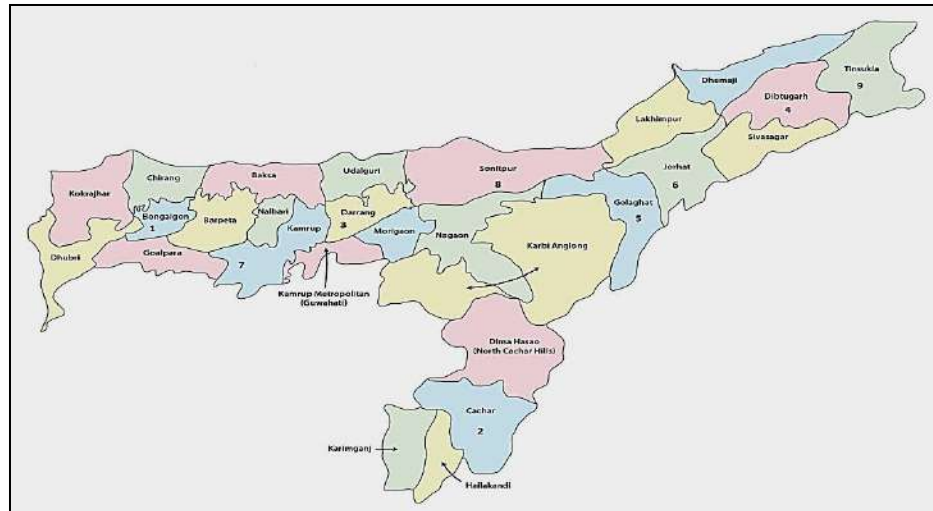 Dhemaji
Tinsukia
9
Dibtugarh
4
Lakhimpur
Sivasagar
Jorhat
6
Sonitpur
8
Udalguri
Baksa
Chirang
Kokrajhar
Golaghat
5
Bongaigon
1
Barpeta
Nalbari
Kamrup
Darrang
3
Morigaon
Nagaon
Karbi Anglong
Dhubri
Goalpara
7
Kamrup Metropolitan
(Guwahati)
Dima Hasao
(North Cachar Hills)
Cachar
2
Karimganj
Hailakandi